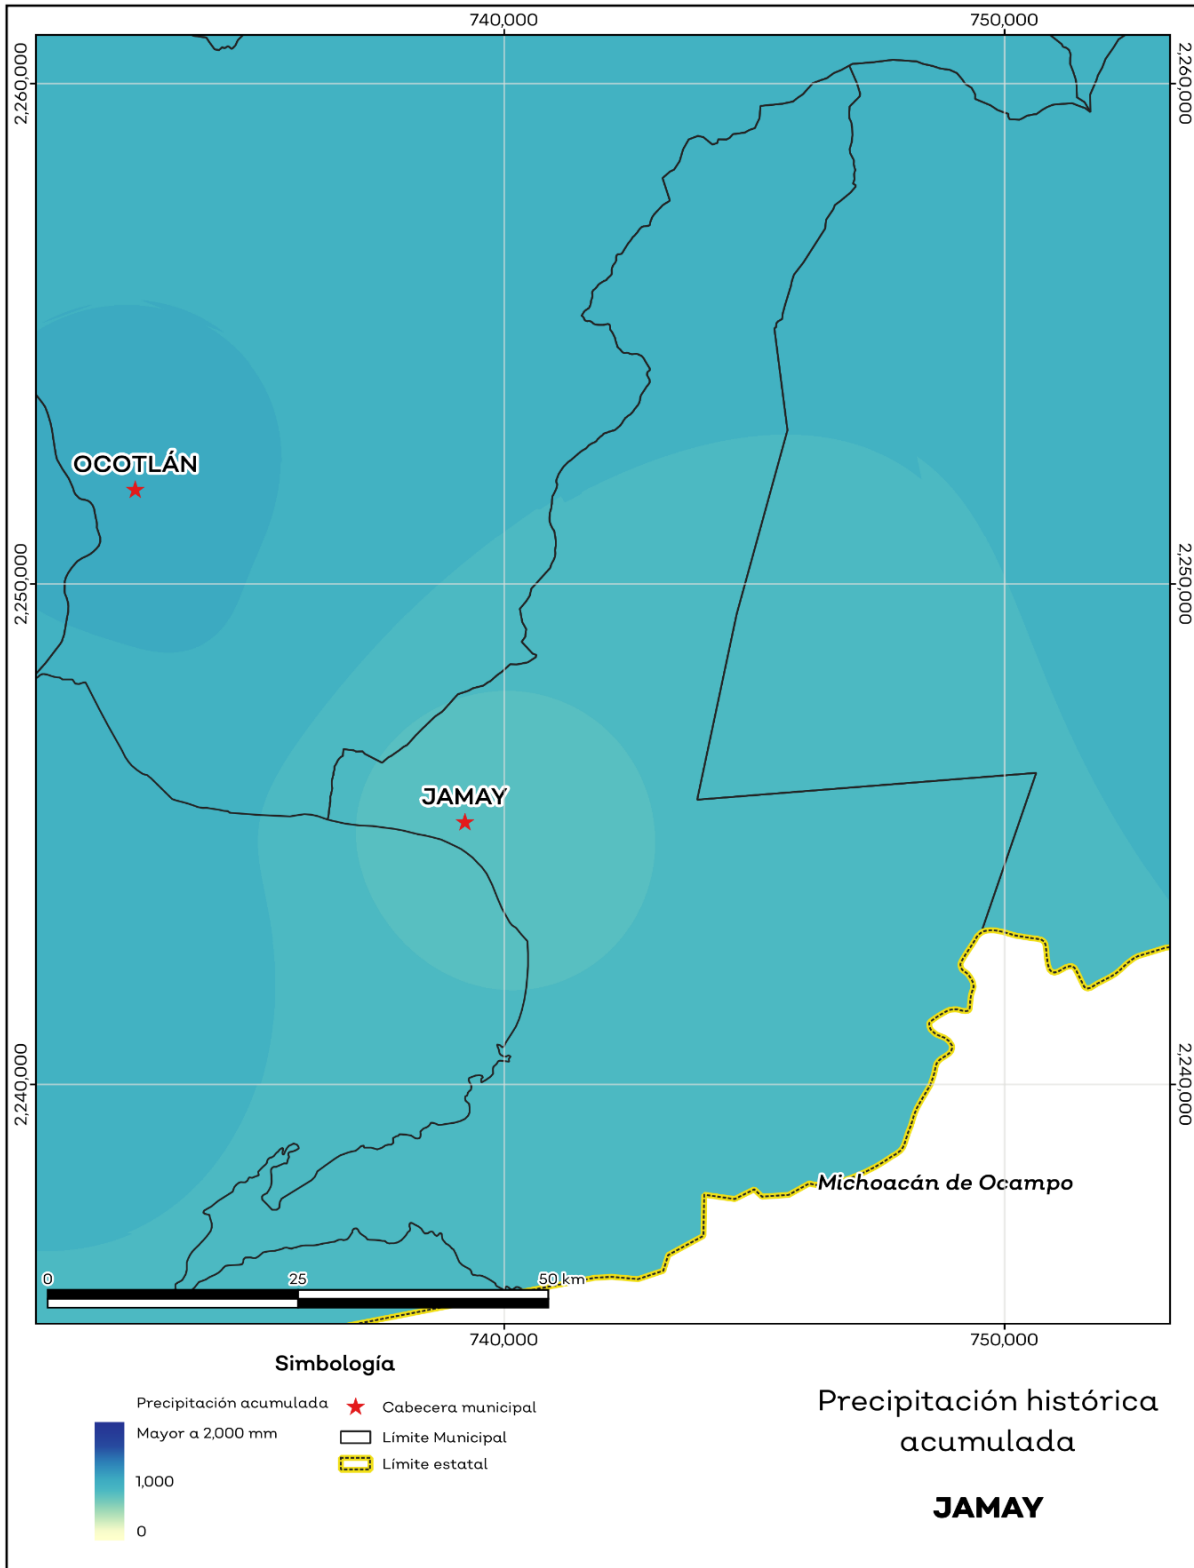 740,000
750,000
2,260,000
2,260,000
OCOTLÁN
2,250,000
2,250,000
JAMAY
2,240,000
2,240,000
Michoacán de Ocampo
0
25
50 km
740,000
750,000
Simbología
Precipitación acumulada
Mayor a 2,000 mm
1,000
0
Cabecera municipal
Límite Municipal
Límite estatal
Precipitación histórica
acumulada
JAMAY